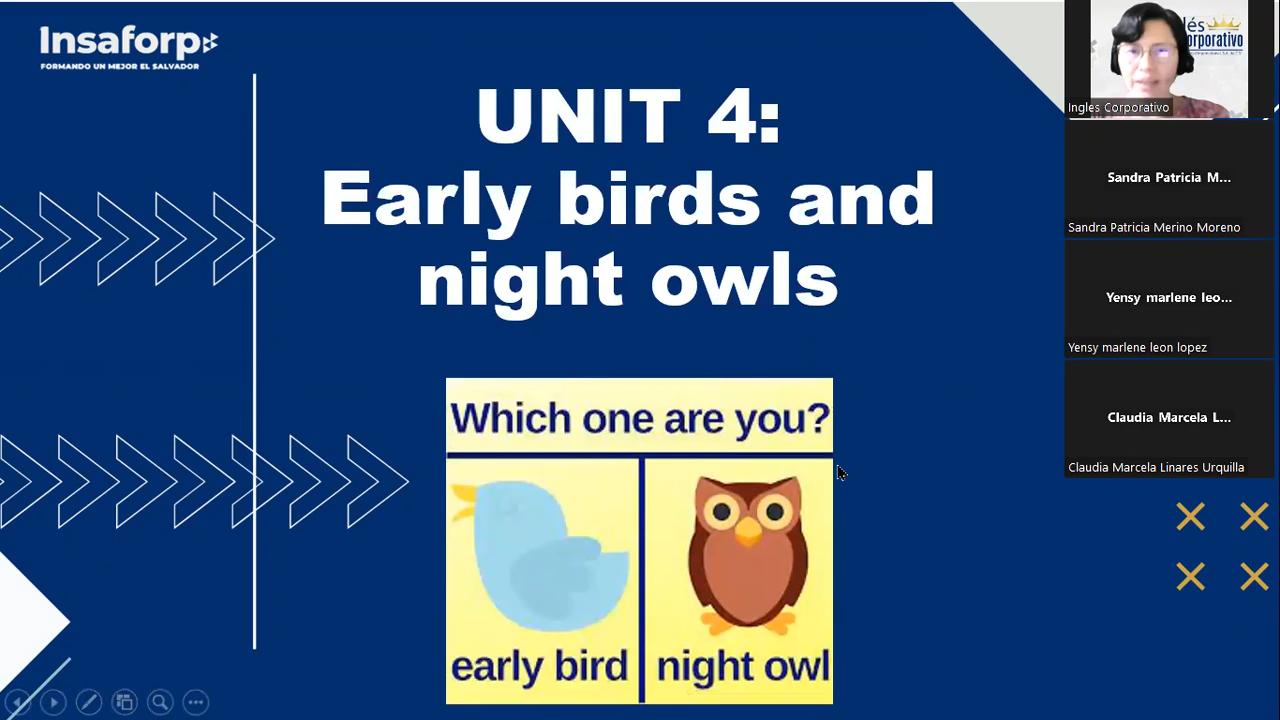 Insaforp
FORMANDO UN MEJOR EL SALVADOR
UNIT 4:
Early birds and
night owls
Which one are you?
early bird
night owl
Ingles Corporativo
Sandra Patricia M...
Sandra Patricia Merino Moreno
Yensy marlene leo...
Yensy marlene leon lopez
Claudia Marcela L...
Claudia Marcela Linares Urquilla